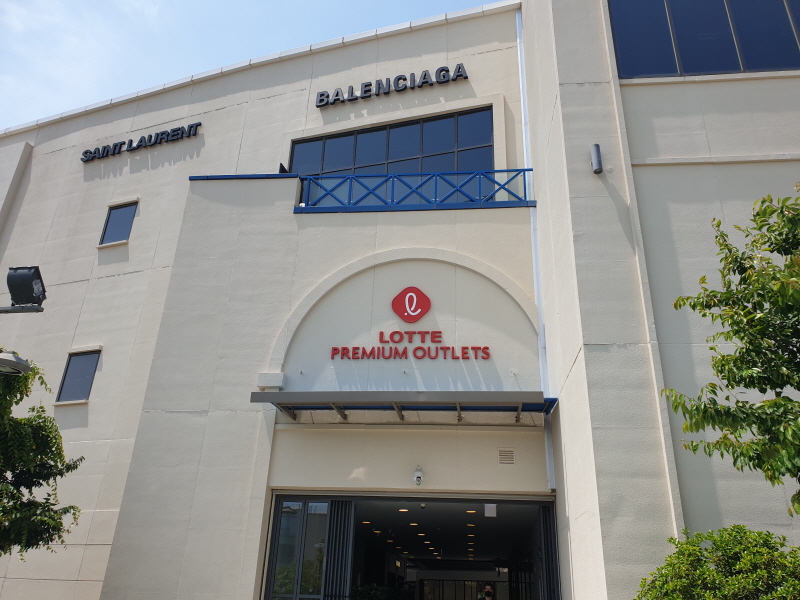 BALENCIAGA
SAINT LAURENT
LOTTE
PREMIUM OUTLETS